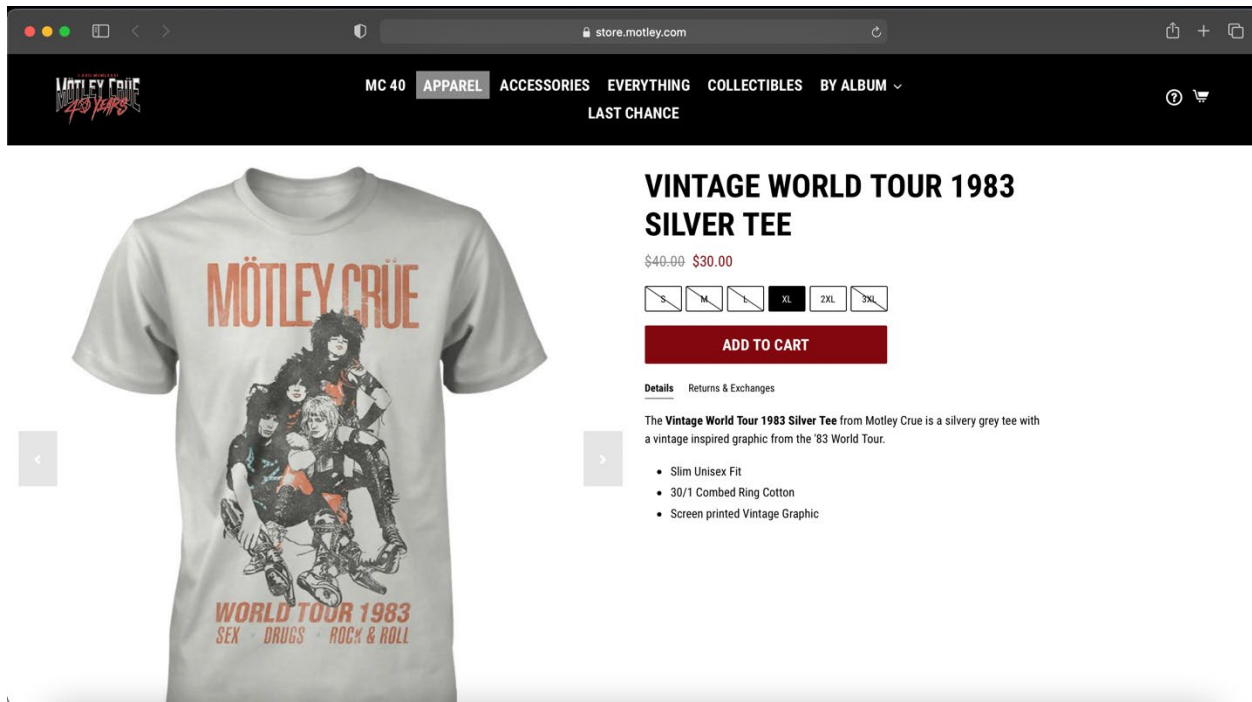 store.motley.com
MÖTLEY CRÜE
40 YEARS
MC 40 APPAREL ACCESSORIES EVERYTHING COLLECTIBLES BY ALBUM
LAST CHANCE
MÖTLEY CRÜE
WORLD TOUR 1983
SEX · DRUGS · ROCK & ROLL
VINTAGE WORLD TOUR 1983
SILVER TEE
$40.00 $30.00
S M L XL 2XL 3XL
ADD TO CART
Details Returns & Exchanges
The Vintage World Tour 1983 Silver Tee from Motley Crue is a silvery grey tee with
a vintage inspired graphic from the '83 World Tour.
• Slim Unisex Fit
• 30/1 Combed Ring Cotton
• Screen printed Vintage Graphic